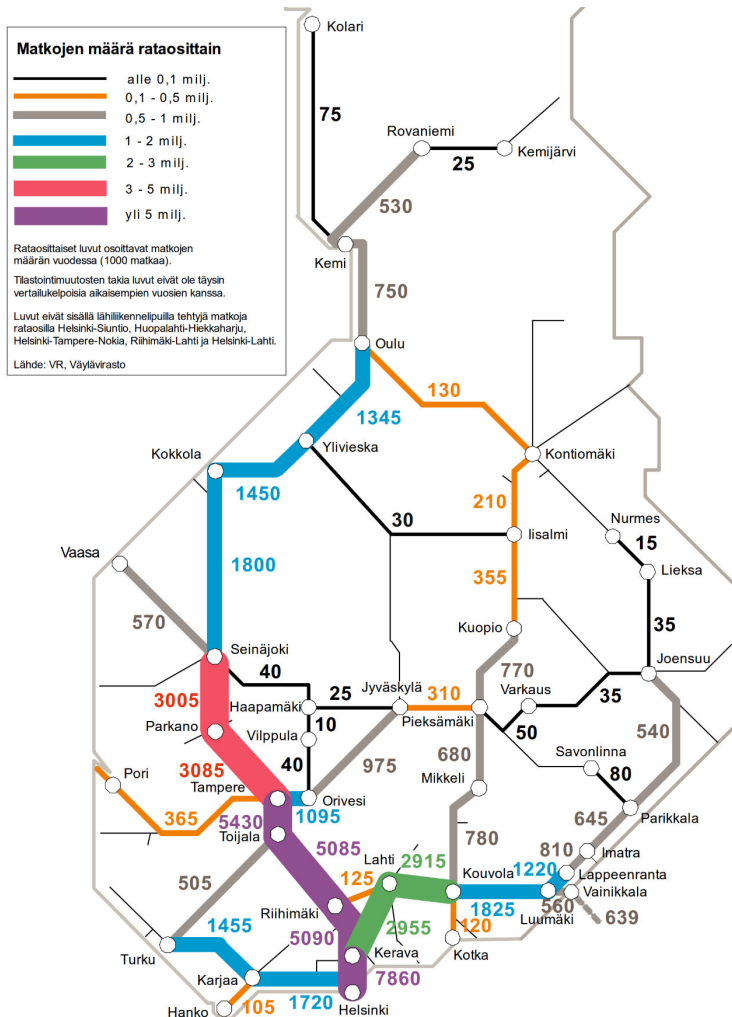 Matkojen määrä rataosittain
alle 0,1 milj.
0,1 - 0,5 milj.
0,5 - 1 milj.
1 - 2 milj.
2 - 3 milj.
3 - 5 milj.
yli 5 milj.
Rataosittaiset luvut osoittavat matkojen
määrän vuodessa (1000 matkaa).
Tilastointimuutosten takia luvut eivät ole täysin
vertailukelpoisia aikaisempien vuosien kanssa.
Luvut eivät sisällä lähiliikennelipuilla tehtyjä matkoja
rataosilla Helsinki-Siuntio, Huopalahti-Hiekkaharju,
Helsinki-Tampere-Nokia, Riihimäki-Lahti ja Helsinki-Lahti.
Lähde: VR, Väylävirasto
Kolari
75
Rovaniemi
Kemijärvi
25
530
Kemi
750
Oulu
130
1345
Ylivieska
Kokkola
Kontiomäki
1450
210
30
Iisalmi
Nurmes
15
Vaasa
1800
355
Lieksa
570
Kuopio
35
Seinäjoki
40
770
Joensuu
3005
Haapamäki
25
Jyväskylä
310
Varkaus
35
Parkano
10
Pieksämäki
50
540
Vilppula
975
680
Savonlinna
3085
40
80
Pori
Tampere
Mikkeli
365
1095
Orivesi
Parikkala
5430
645
Toijala
5085
780
810
Imatra
505
125
Lahti
2915
Kouvola
1220
Lappeenranta
Vainikkala
Riihimäki
1825
Luumäki
560
639
1455
5090
2955
120
Turku
Karjaa
Kerava
Kotka
1720
7860
Hanko
105
Helsinki